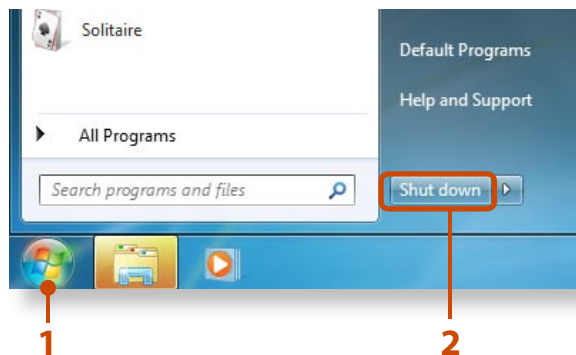 Solitaire
Default Programs
Help and Support
All Programs
Search programs and files
Shut down
1
2